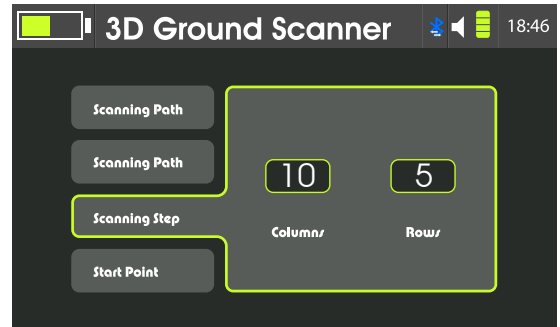 3D Ground Scanner
18:46
Scanning Path
Scanning Path
Scanning Step
Start Point
10
5
Columns
Rows